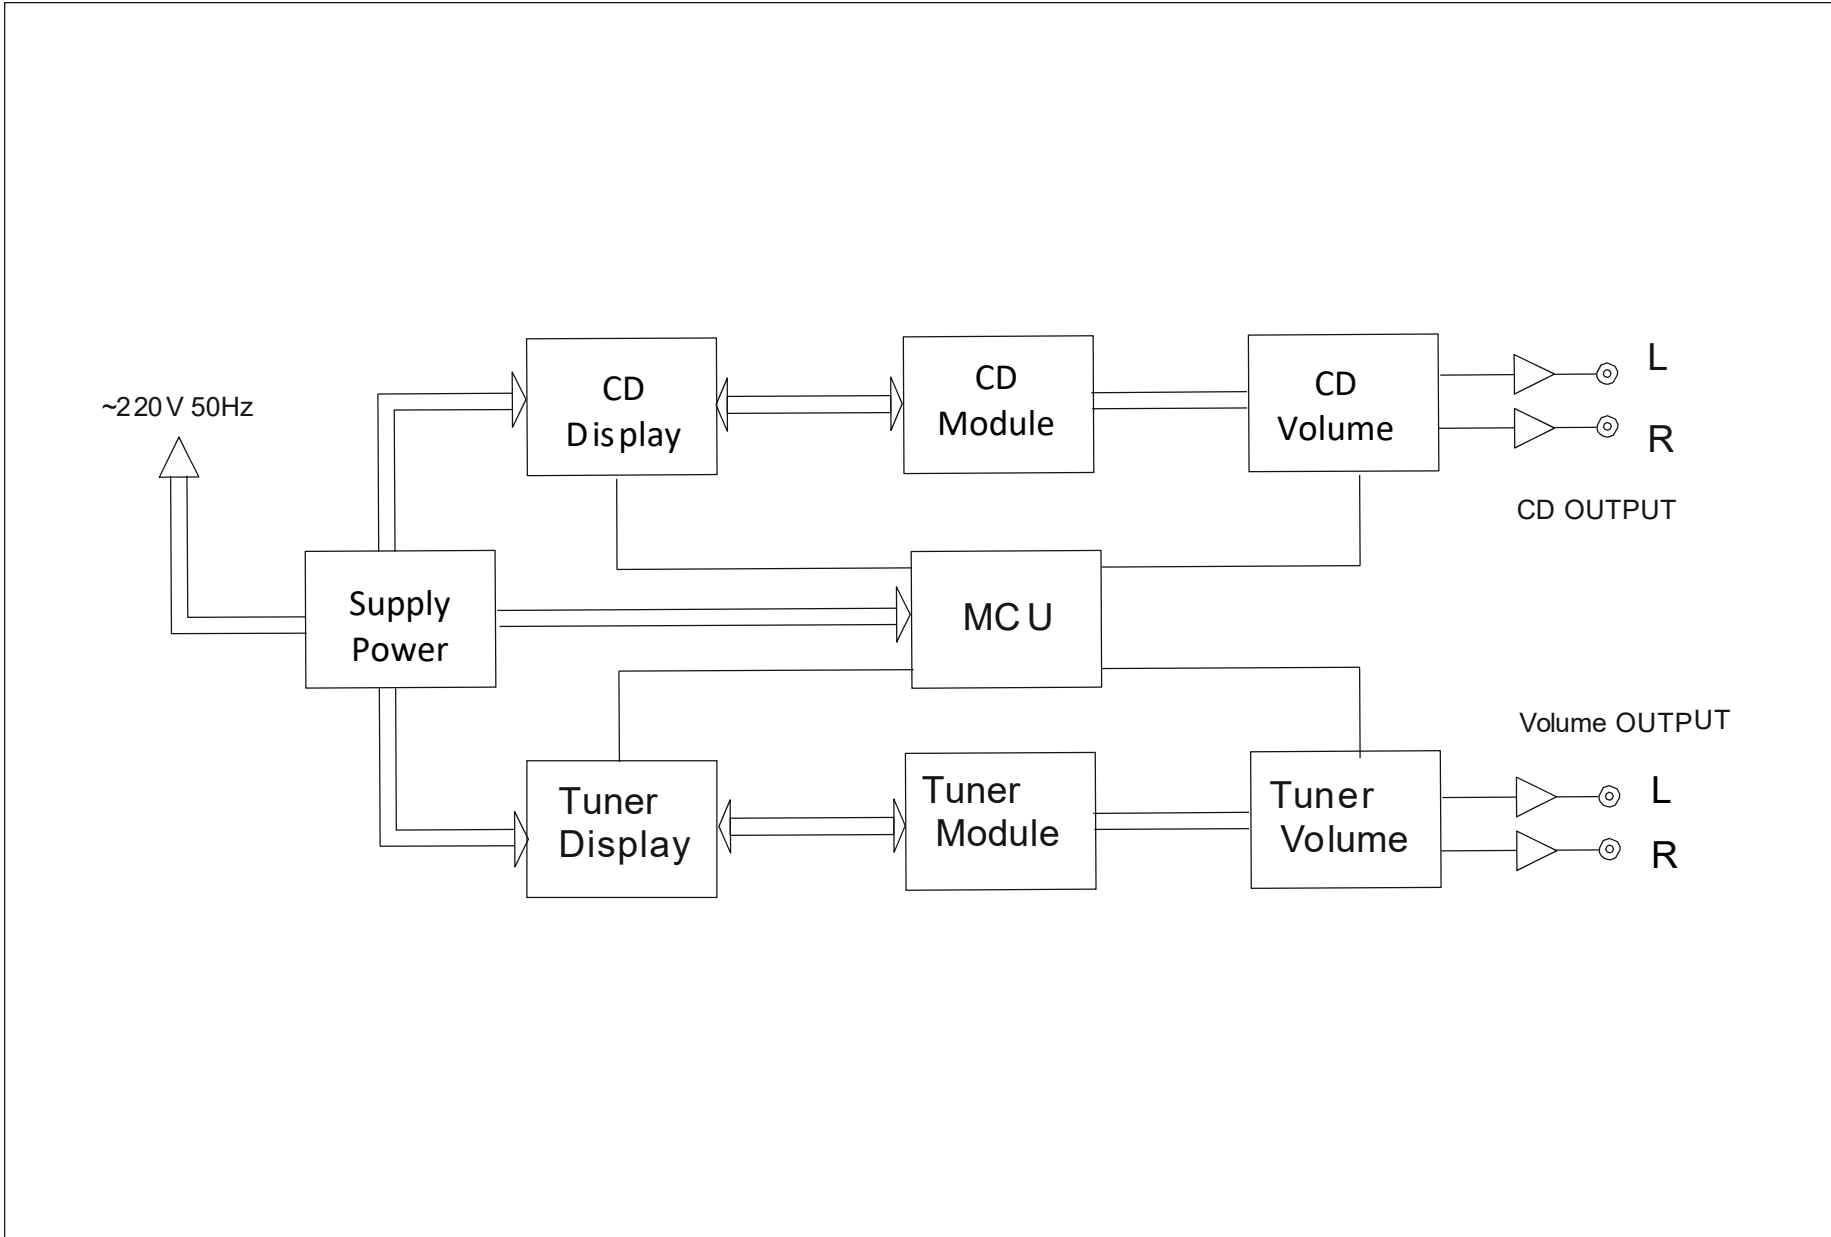 CD
Display
CD
Module
CD
Volume
L
R
~220V 50Hz
CD OUTPUT
Supply
Power
MCU
Volume OUTPUT
Tuner
Display
Tuner
Module
Tuner
Volume
L
R